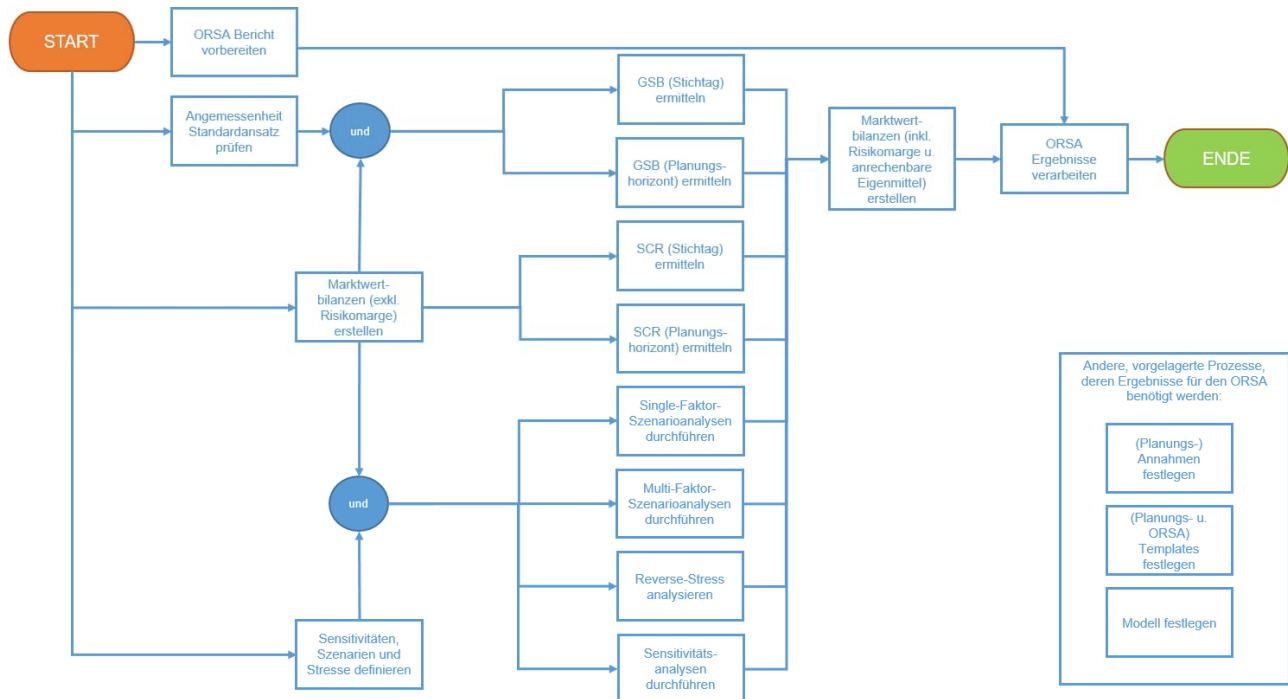 START
ORSA Bericht
vorbereiten
Angemessenheit
Standardansatz
prüfen
und
GSB (Stichtag)
ermitteln
GSB (Planungs-
horizont) ermitteln
Marktwert-
bilanzen (inkl.
Risikomarge u.
anrechenbare
Eigenmittel)
erstellen
ORSA
Ergebnisse
verarbeiten
ENDE
Marktwert-
bilanzen (exkl.
Risikomarge)
erstellen
SCR (Stichtag)
ermitteln
SCR (Planungs-
horizont) ermitteln
und
Single-Faktor-
Szenarioanalysen
durchführen
Multi-Faktor-
Szenarioanalysen
durchführen
Reverse-Stress
analysieren
Sensitivitäts-
analysen
durchführen
Sensitivitäten,
Szenarien und
Stresse definieren
Andere, vorgelagerte Prozesse,
deren Ergebnisse für den ORSA
benötigt werden:
(Planungs-)
Annahmen
festlegen
(Planungs- u.
ORSA)
Templates
festlegen
Modell festlegen